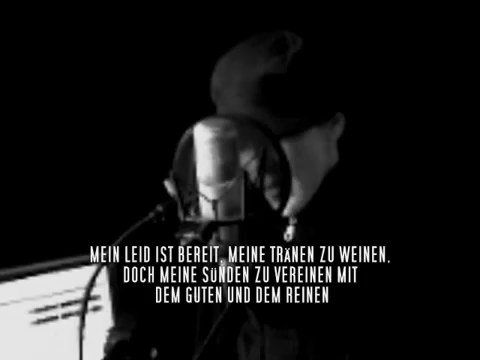 MEIN LEID IST BEREIT, MEINE TRÄNEN ZU WEINEN,
DOCH MEINE SÜNDEN ZU VEREINEN MIT
DEM GUTEN UND DEM REINEN